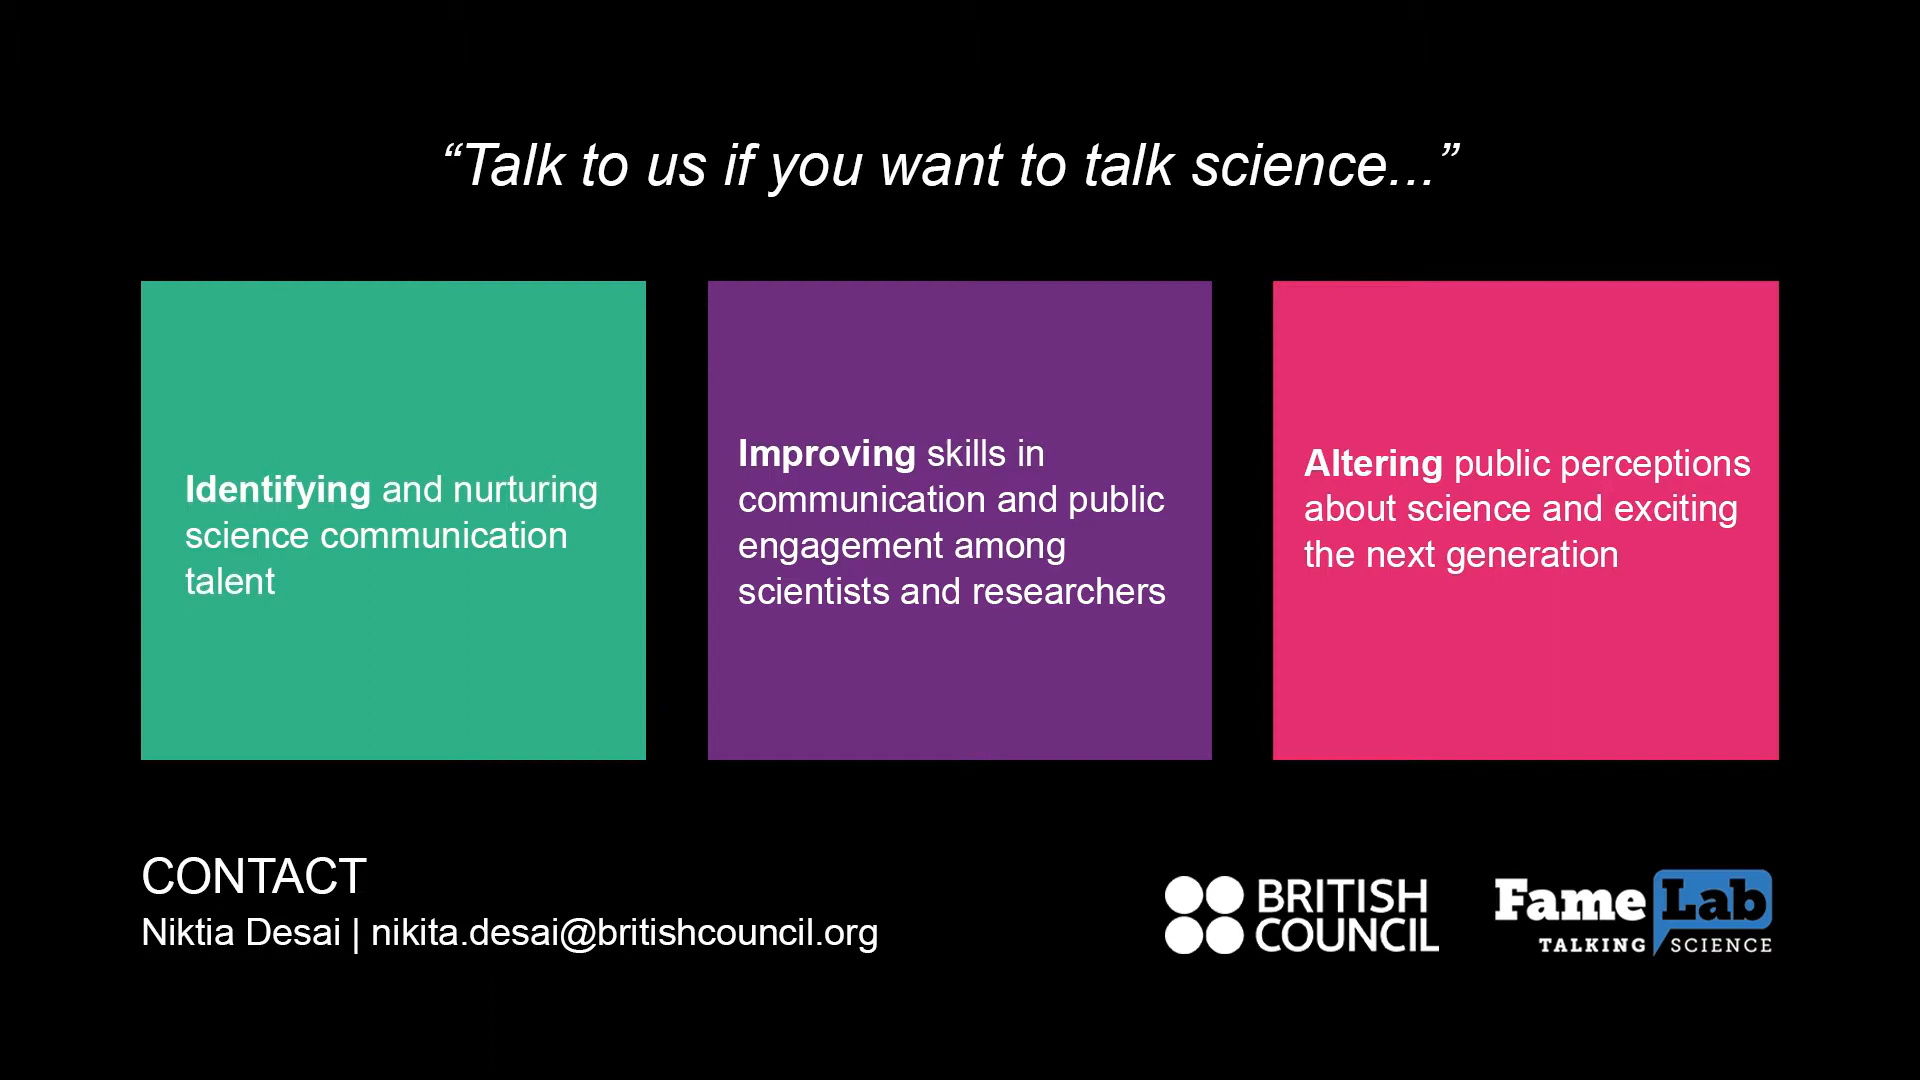 “Talk to us if you want to talk science...”
Identifying and nurturing
science communication
talent
Improving skills in
communication and public
engagement among
scientists and researchers
Altering public perceptions
about science and exciting
the next generation
CONTACT
Niktia Desai | nikita.desai@britishcouncil.org
BRITISH
COUNCIL
FameLab
TALKING SCIENCE